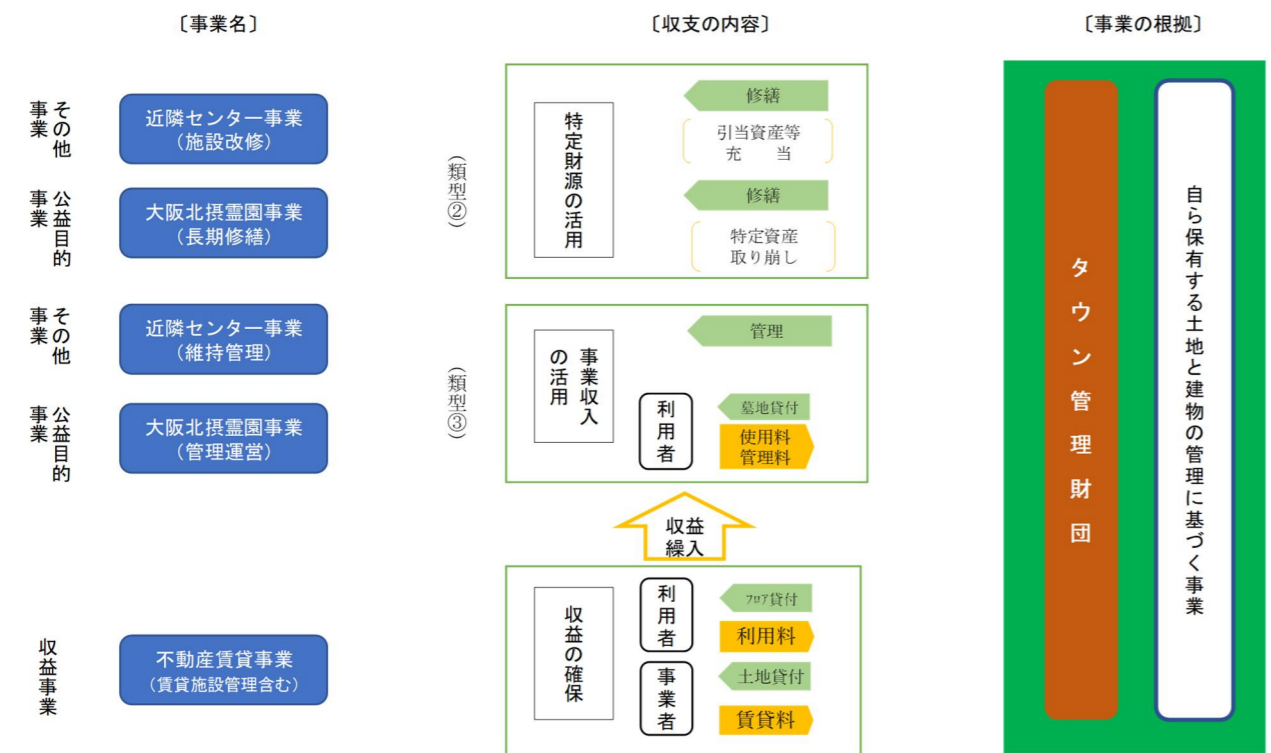 〔事業名〕
〔収支の内容〕
〔事業の根拠〕
その他
事業
近隣センター事業
（施設改修）
公益目的
事業
大阪北摂霊園事業
（長期修繕）
（類型②）
特定財源の活用
修繕
引当資産等
充　当
修繕
特定資産
取り崩し
その他
事業
近隣センター事業
（維持管理）
公益目的
事業
大阪北摂霊園事業
（管理運営）
（類型③）
事業収入
の活用
管理
利用者
墓地貸付
使用料
管理料
収益
繰入
収益事業
不動産賃貸事業
（賃貸施設管理含む）
収益の確保
利用者
ﾌﾛｱ貸付
利用料
事業者
土地貸付
賃貸料
タウン管理財団
自ら保有する土地と建物の管理に基づく事業